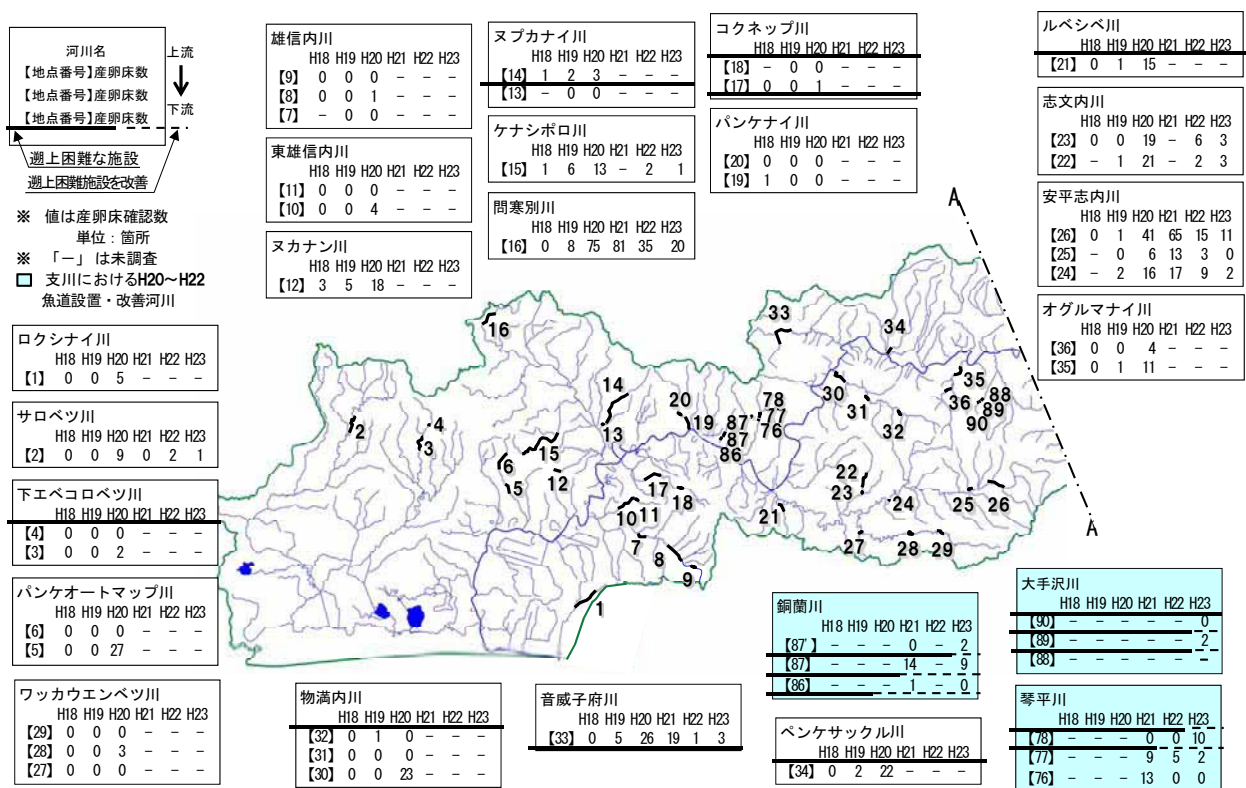 河川名
【地点番号】産卵床数
【地点番号】産卵床数
【地点番号】産卵床数
上流
下流
遡上困難な施設
遡上困難施設を改善
※ 値は産卵床確認数
単位：箇所
※ 「－」は未調査
支川におけるH20～H22
魚道設置・改善河川
雄信内川
H18 H19 H20 H21 H22 H23
【9】 0 0 0 － － －
【8】 0 0 1 － － －
【7】 － 0 0 － － －
東雄信内川
H18 H19 H20 H21 H22 H23
【11】 0 0 0 － － －
【10】 0 0 4 － － －
ヌカナン川
H18 H19 H20 H21 H22 H23
【12】 3 5 18 － － －
ヌプカナイ川
H18 H19 H20 H21 H22 H23
【14】 1 2 3 － － －
【13】 － 0 0 － － －
ケナシポロ川
H18 H19 H20 H21 H22 H23
【15】 1 6 13 － 2 1
問寒別川
H18 H19 H20 H21 H22 H23
【16】 0 8 75 81 35 20
コクネップ川
H18 H19 H20 H21 H22 H23
【18】 － 0 0 － － －
【17】 0 0 1 － － －
パンケナイ川
H18 H19 H20 H21 H22 H23
【20】 0 0 0 － － －
【19】 1 0 0 － － －
ルベシベ川
H18 H19 H20 H21 H22 H23
【21】 0 1 15 － － －
志文内川
H18 H19 H20 H21 H22 H23
【23】 0 0 19 － 6 3
【22】 － 1 21 － 2 3
安平志内川
H18 H19 H20 H21 H22 H23
【26】 0 1 41 65 15 11
【25】 － 0 6 13 3 0
【24】 － 2 16 17 9 2
オグルマナイ川
H18 H19 H20 H21 H22 H23
【36】 0 0 4 － － －
【35】 0 1 11 － － －
ロクシナイ川
H18 H19 H20 H21 H22 H23
【1】 0 0 5 － － －
サロベツ川
H18 H19 H20 H21 H22 H23
【2】 0 0 9 0 2 1
下エベコロベツ川
H18 H19 H20 H21 H22 H23
【4】 0 0 0 － － －
【3】 0 0 2 － － －
パンケオートマップ川
H18 H19 H20 H21 H22 H23
【6】 0 0 0 － － －
【5】 0 0 27 － － －
ワッカウエンベツ川
H18 H19 H20 H21 H22 H23
【29】 0 0 0 － － －
【28】 0 0 3 － － －
【27】 0 0 0 － － －
物満内川
H18 H19 H20 H21 H22 H23
【32】 0 1 0 － － －
【31】 0 0 0 － － －
【30】 0 0 23 － － －
音威子府川
H18 H19 H20 H21 H22 H23
【33】 0 5 26 19 1 3
銅蘭川
H18 H19 H20 H21 H22 H23
【87'】 － － － 0 － 2
【87】 － － － 14 － 9
【86】 － － － 1 － 0
ペンケサックル川
H18 H19 H20 H21 H22 H23
【34】 0 2 22 － － －
大手沢川
H18 H19 H20 H21 H22 H23
【90】 － － － － － 0
【89】 － － － － － 2
【88】 － － － － － －
琴平川
H18 H19 H20 H21 H22 H23
【78】 － － － 0 0 10
【77】 － － － 9 5 2
【76】 － － － 13 0 0
A
33
34
16
35
30
14
36
88
78
31
89
20
87'
77
4
19
32
90
2
13
76
87
3
15
86
6
22
12
17
5
23
18
24
25
26
10
11
21
7
27
28
29
8
9
A
1